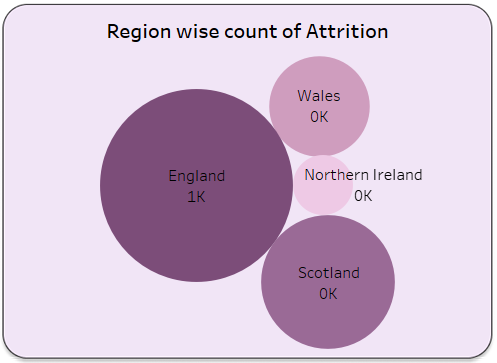 Region wise count of Attrition
Wales
0K
England
1K
Northern Ireland
0K
Scotland
0K